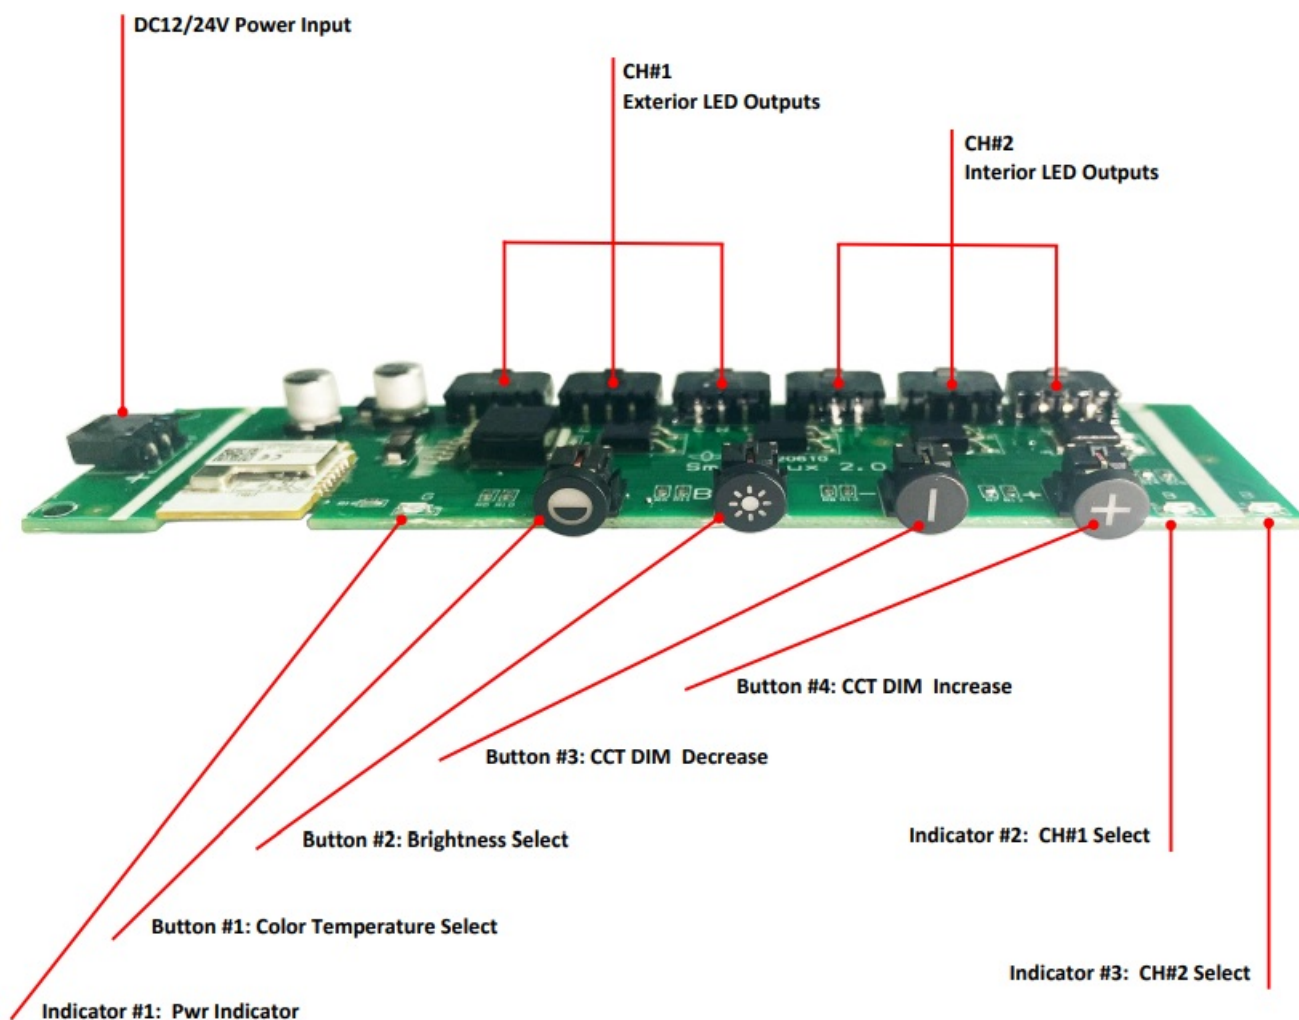 DC12/24V Power Input
CH#1
Exterior LED Outputs
CH#2
Interior LED Outputs
G
B
-
+
2.0
Button #4: CCT DIM Increase
Button #3: CCT DIM Decrease
Button #2: Brightness Select
Indicator #2: CH#1 Select
Button #1: Color Temperature Select
Indicator #3: CH#2 Select
Indicator #1: Pwr Indicator